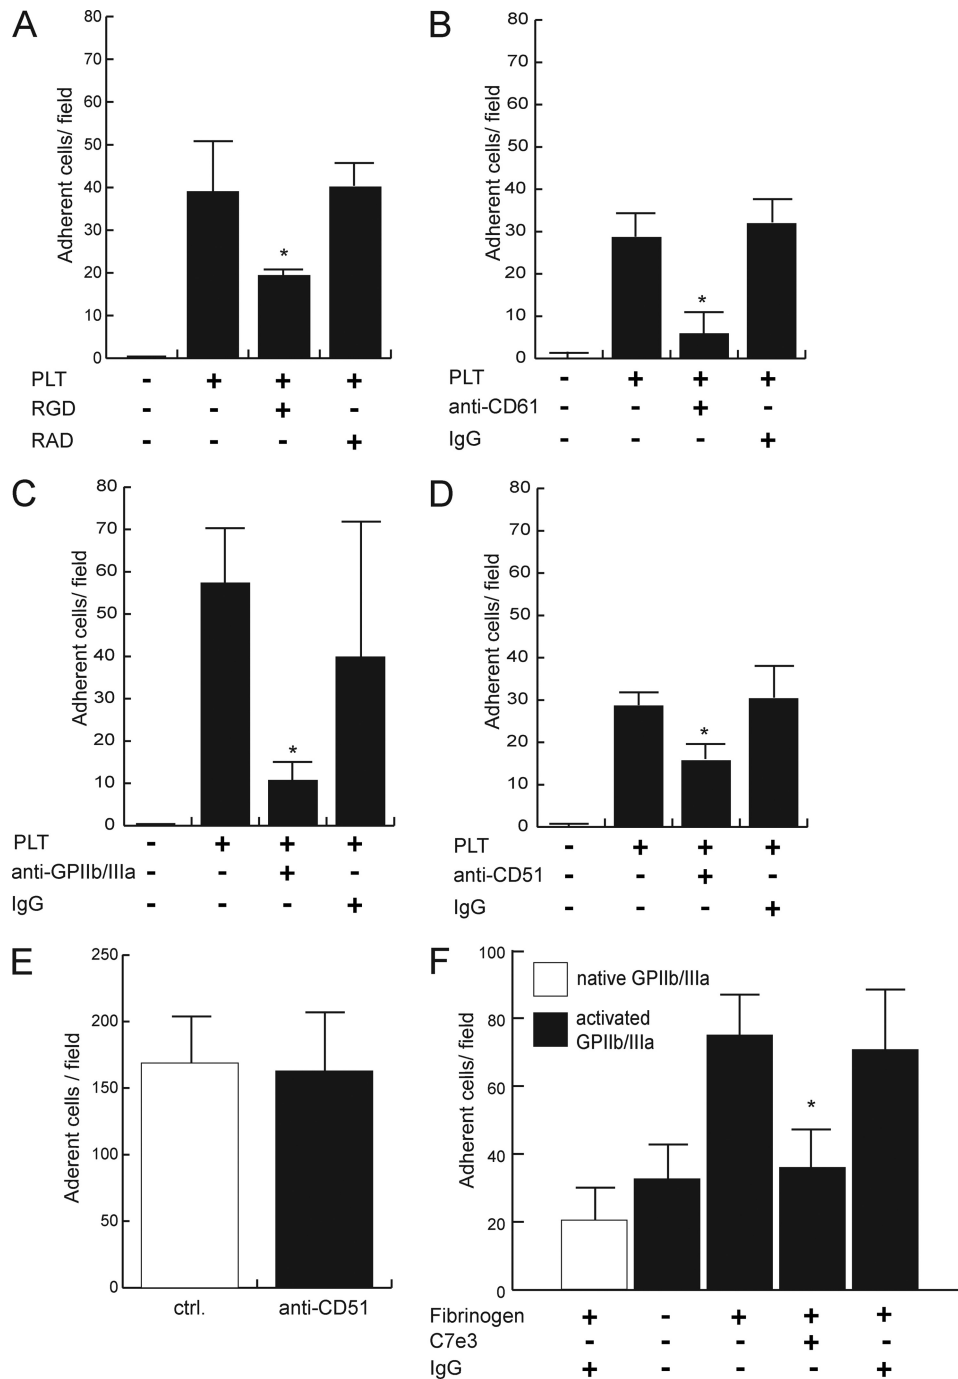 A
80
70
60
50
40
30
20
10
0
Adherent cells/ field
*
PLT - + + +
RGD - - + -
RAD - - - +
B
80
70
60
50
40
30
20
10
0
Adherent cells/ field
*
PLT - + + +
anti-CD61 - - + -
IgG - - - +
C
80
70
60
50
40
30
20
10
0
Adherent cells/ field
*
PLT - + + +
anti-GPIIb/IIIa - - + -
IgG - - - +
D
80
70
60
50
40
30
20
10
0
Adherent cells/ field
*
PLT - + + +
anti-CD51 - - + -
IgG - - - +
E
250
200
150
100
50
0
Aderent cells / field
ctrl. anti-CD51
F
100
80
60
40
20
0
Adherent cells/ field
native GPIIb/IIIa
activated
GPIIb/IIIa
*
Fibrinogen + - + + +
C7e3 - - - + -
IgG + - - - +